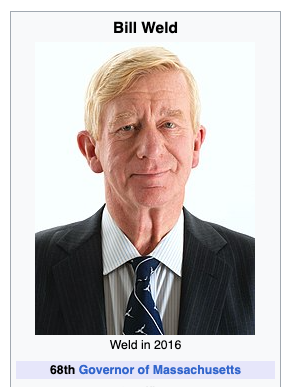 Bill Weld
Weld in 2016
68th Governor of Massachusetts